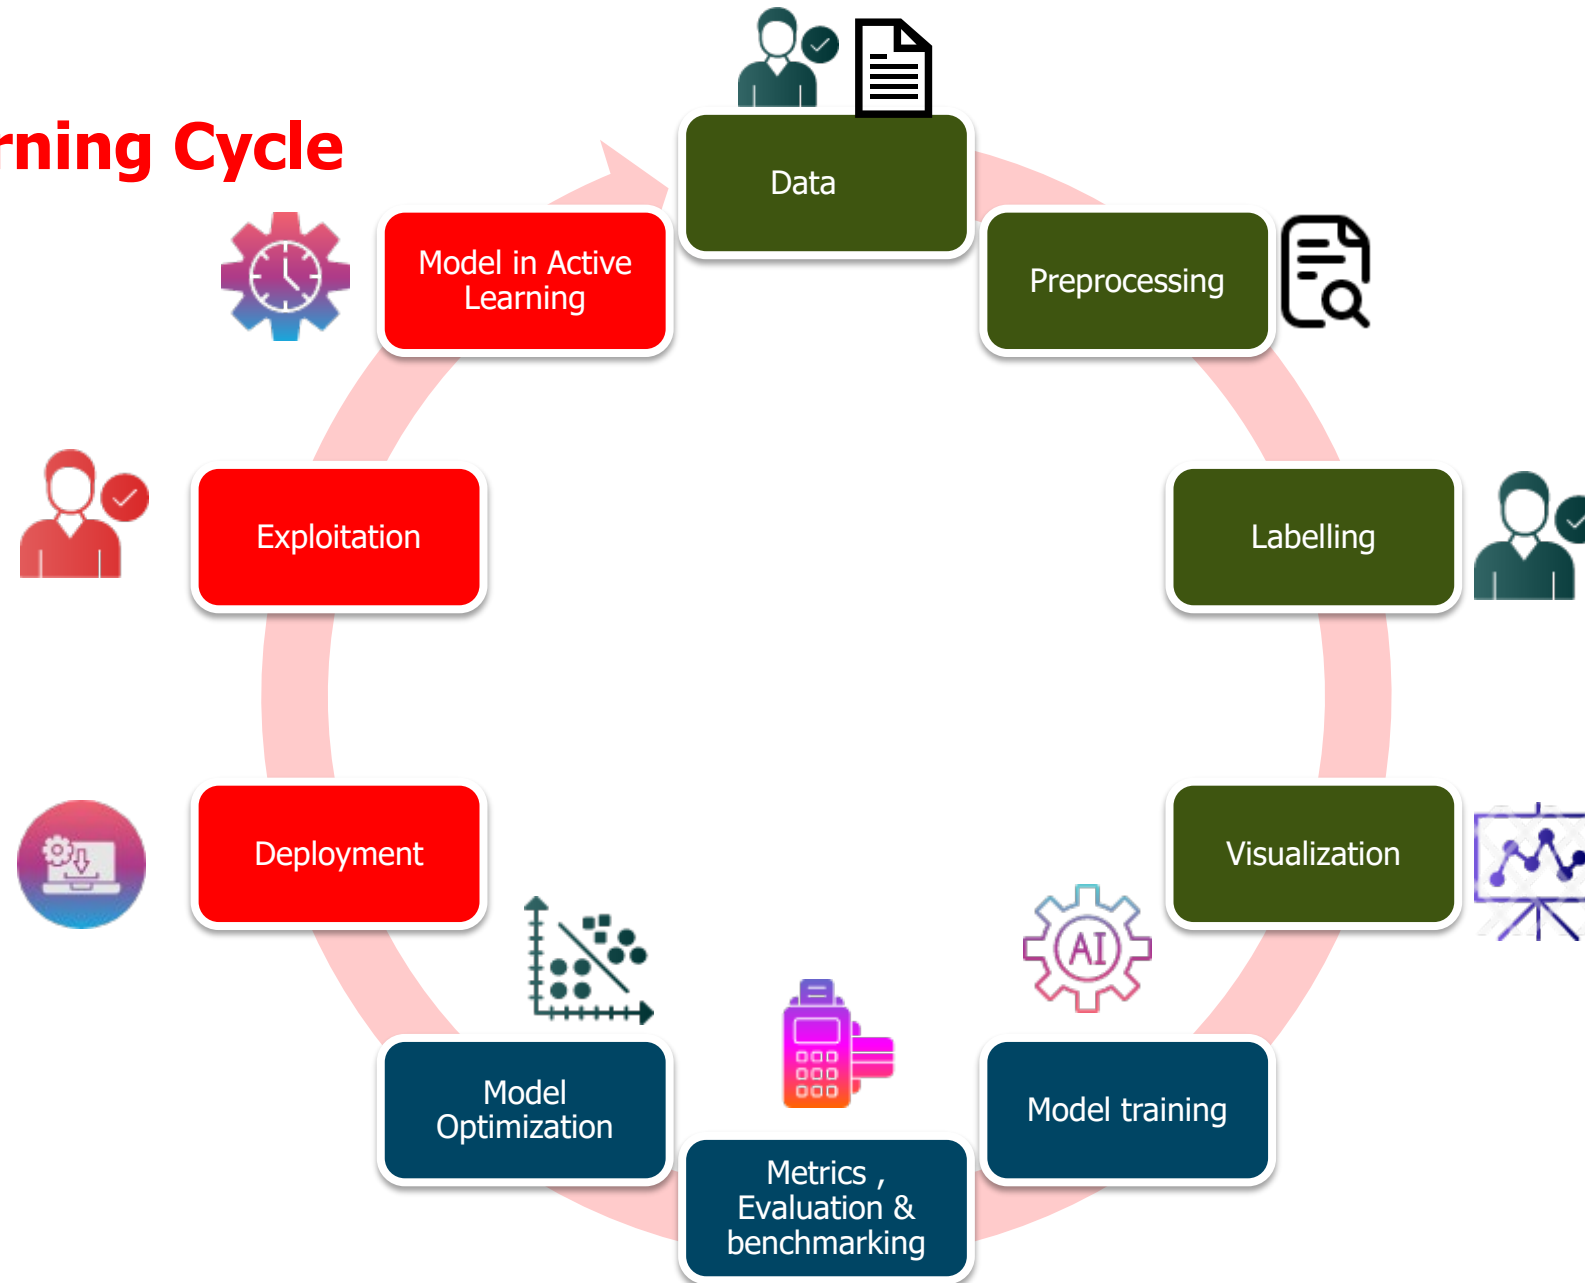 rning Cycle
Data
Preprocessing
Labelling
Visualization
AI
Model training
Metrics ,
Evaluation &
benchmarking
Model
Optimization
Deployment
Exploitation
Model in Active
Learning